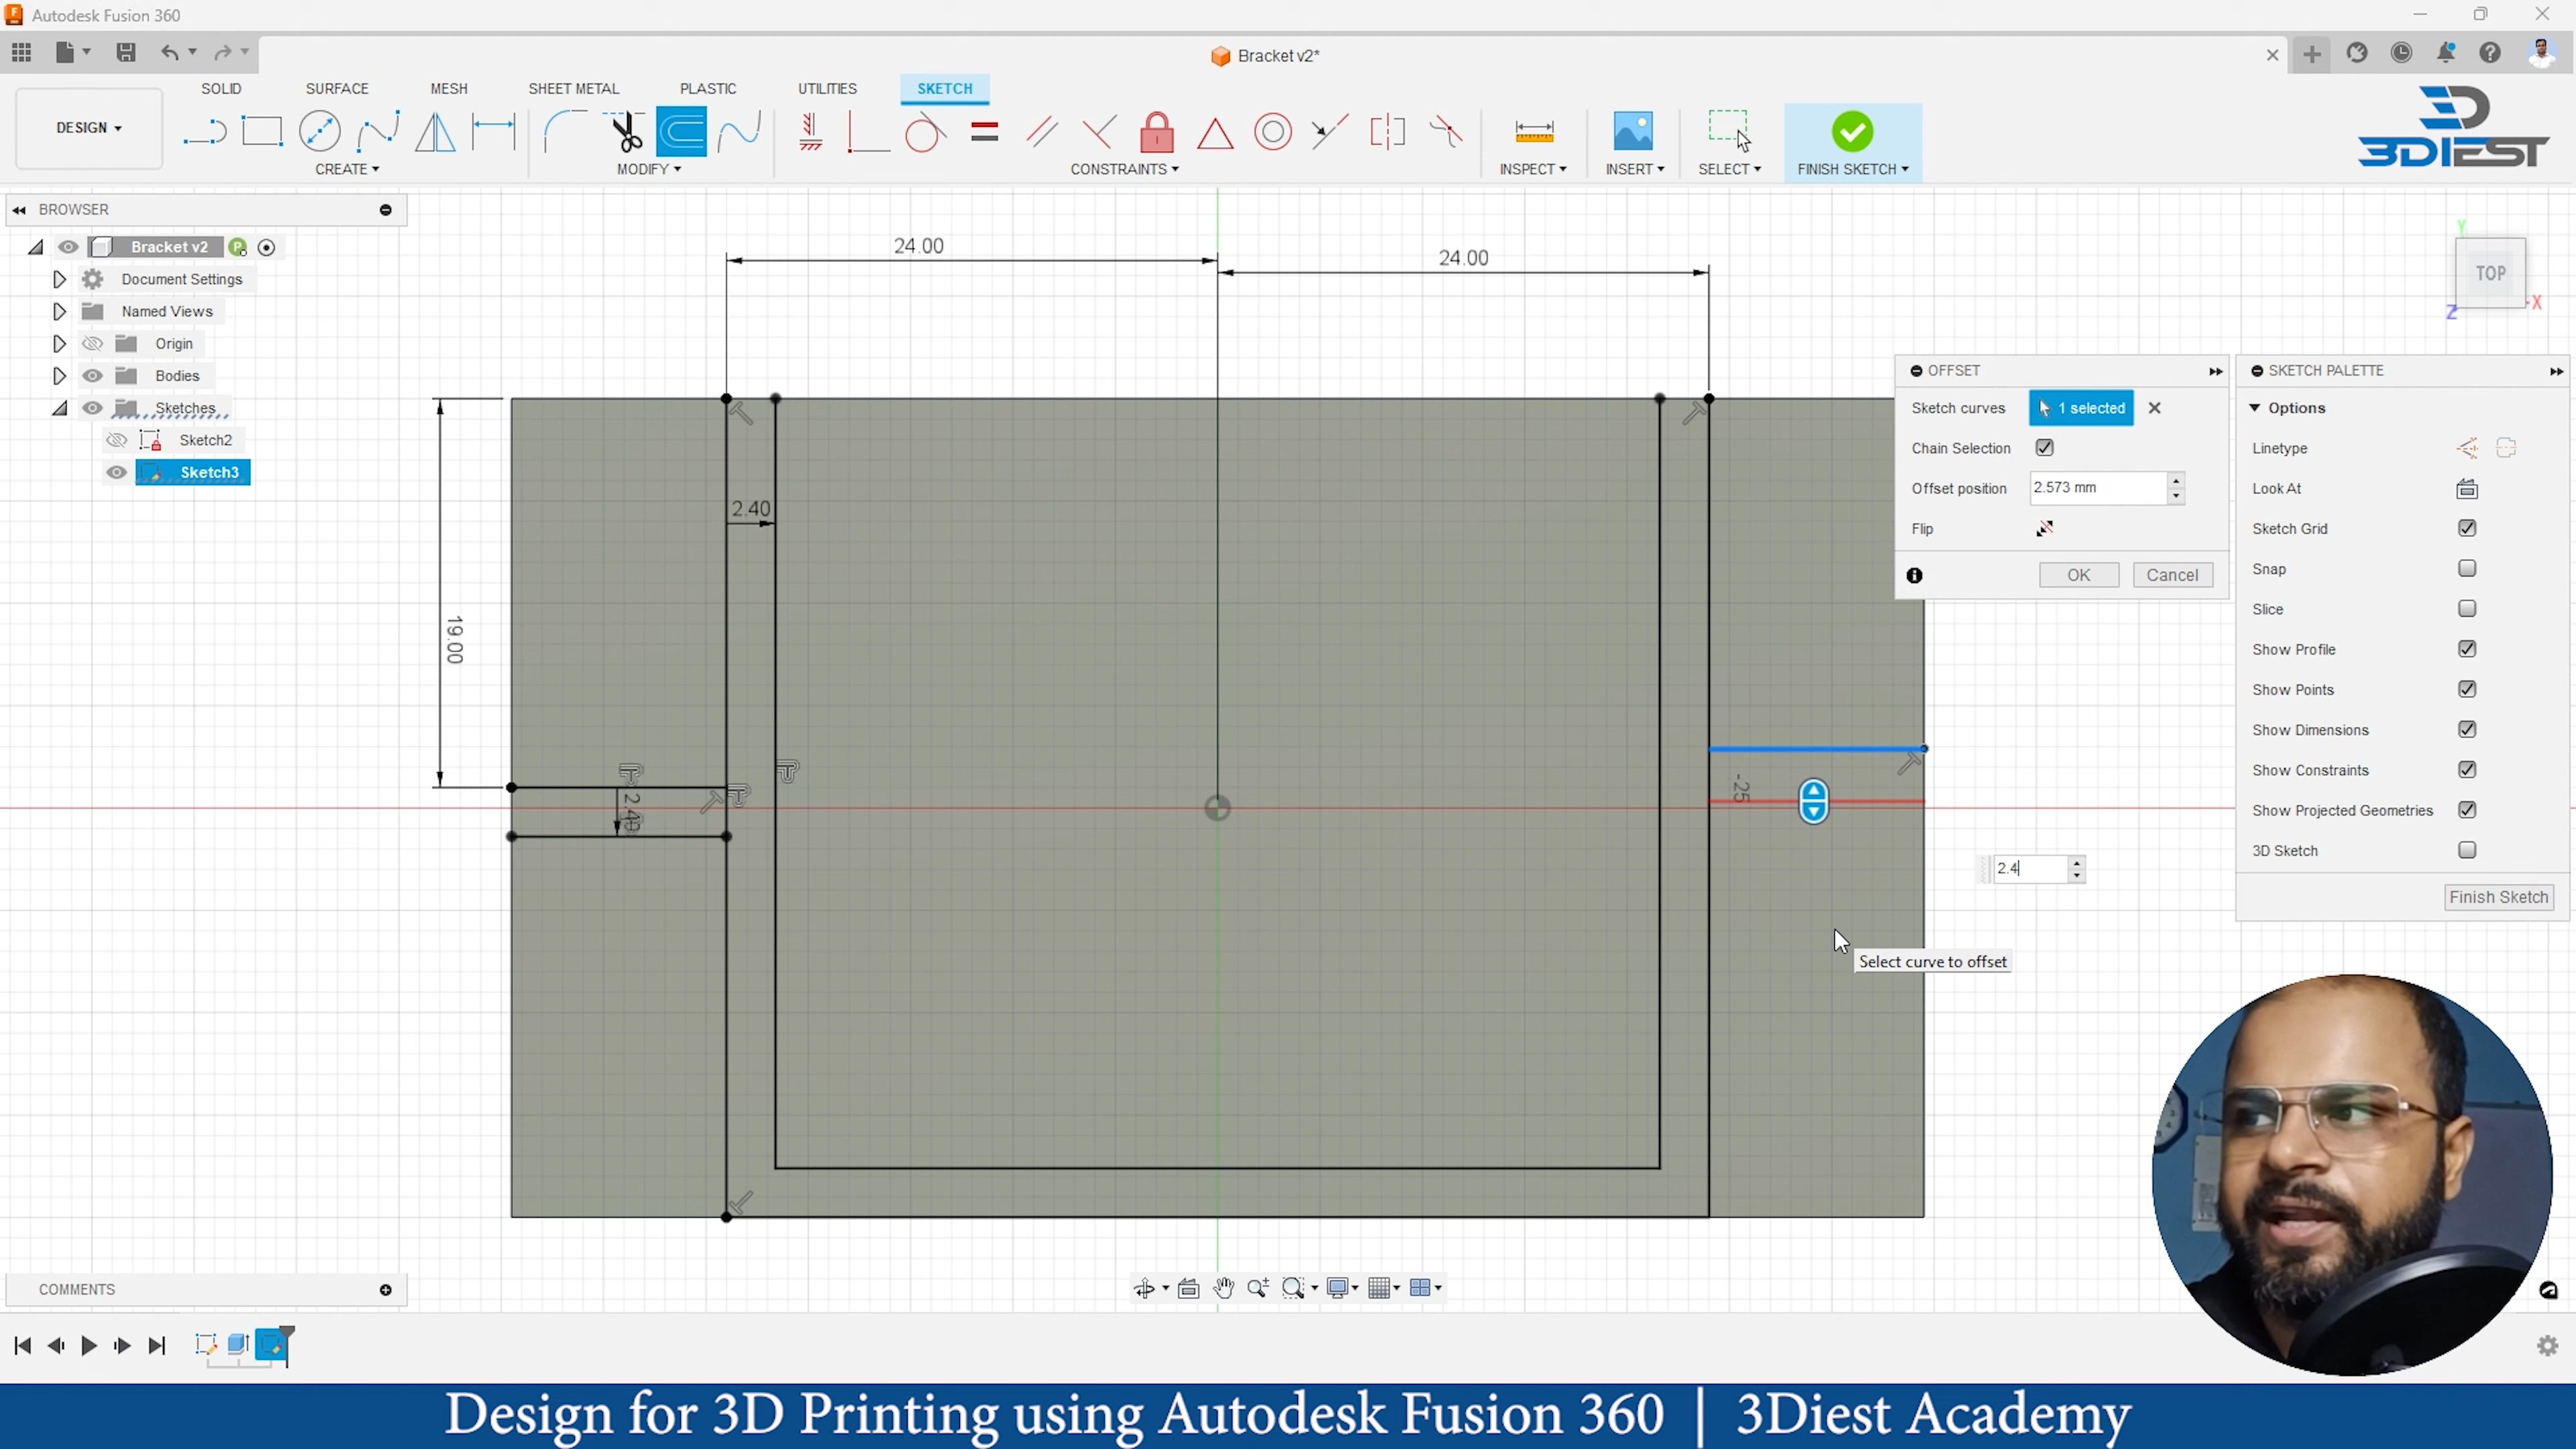 Autodesk Fusion 360
Bracket v2*
SOLID SURFACE MESH SHEET METAL PLASTIC UTILITIES SKETCH
DESIGN
CREATE MODIFY CONSTRAINTS INSPECT INSERT SELECT FINISH SKETCH
3DIEST
BROWSER
Bracket v2
Document Settings
Named Views
Origin
Bodies
Sketches
Sketch2
Sketch3
24.00
24.00
2.40
19.00
2.40
-25
TOP
Y
X
Z
OFFSET
Sketch curves 1 selected
Chain Selection
Offset position 2.573 mm
Flip
OK Cancel
SKETCH PALETTE
Options
Linetype
Look At
Sketch Grid
Snap
Slice
Show Profile
Show Points
Show Dimensions
Show Constraints
Show Projected Geometries
3D Sketch
Finish Sketch
2.4
Select curve to offset
COMMENTS
Design for 3D Printing using Autodesk Fusion 360 | 3Diest Academy